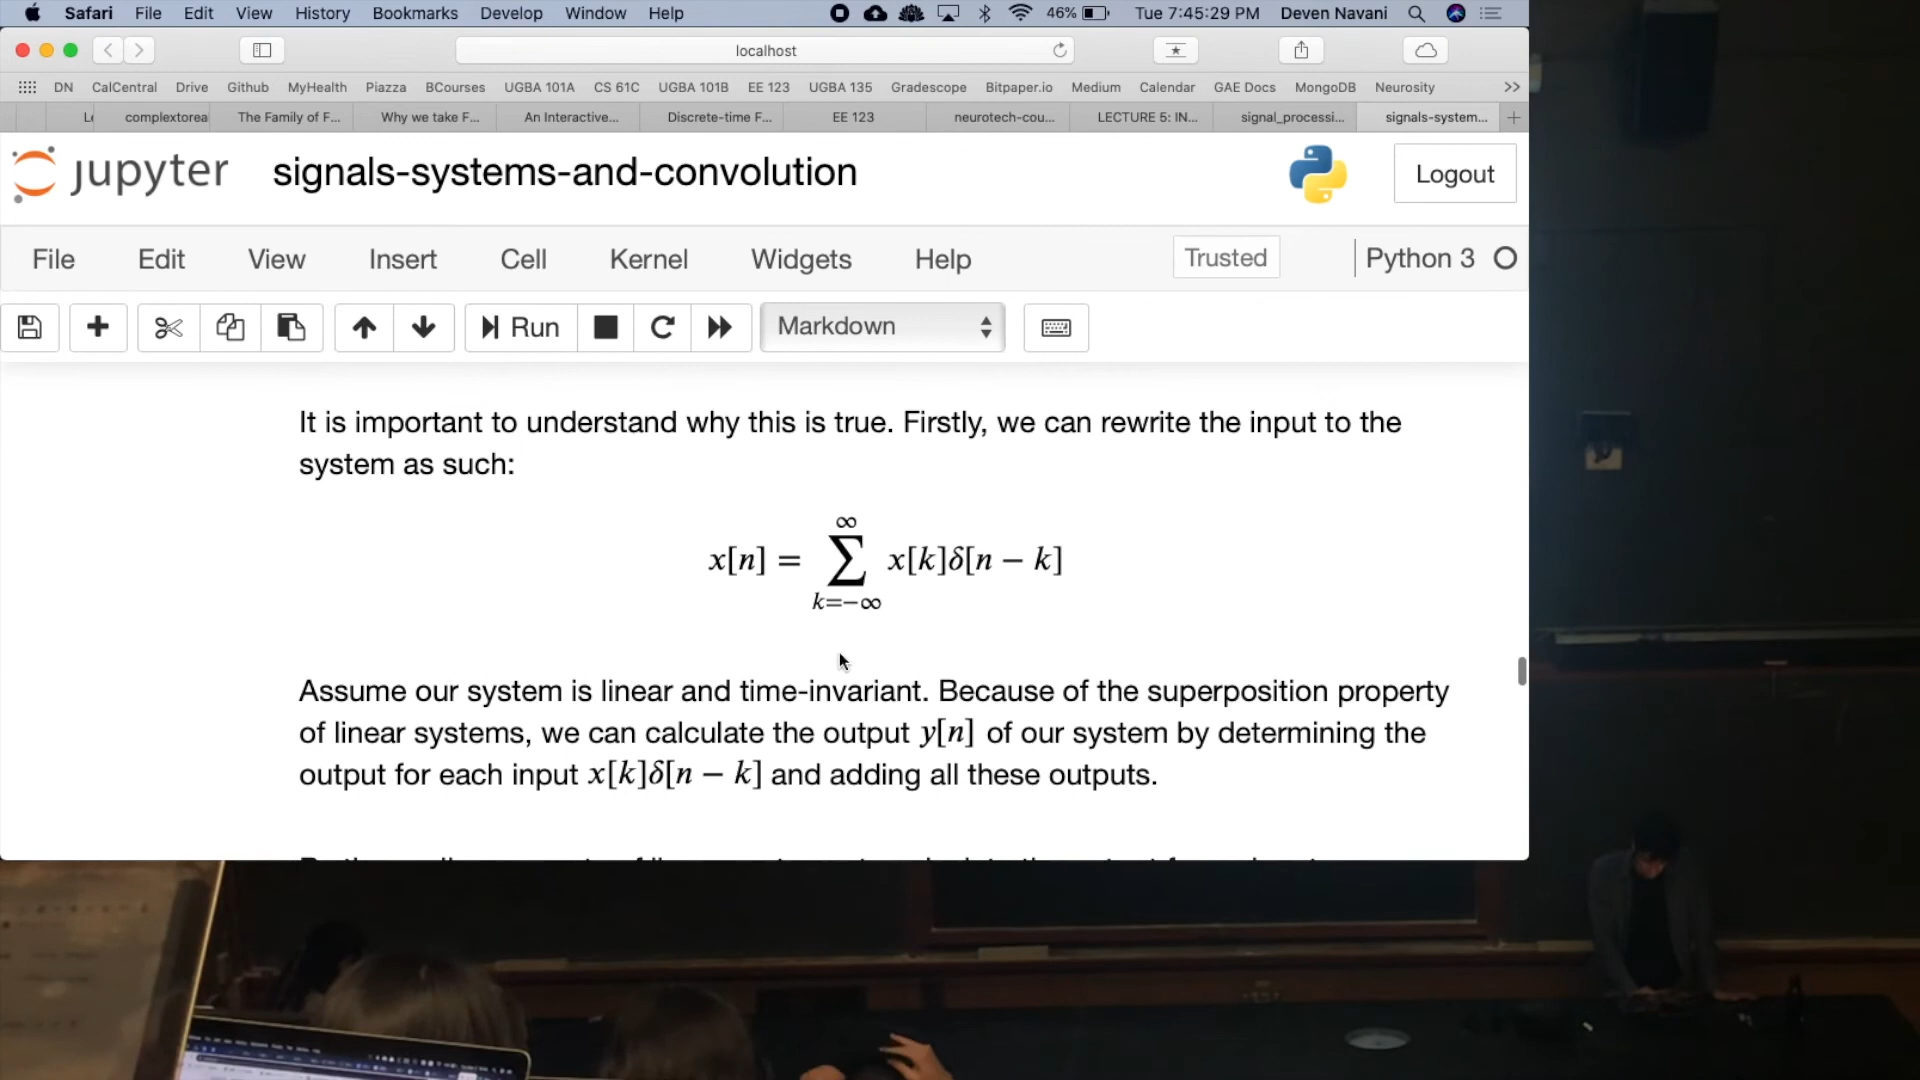 Safari File Edit View History Bookmarks Develop Window Help 46% Tue 7:45:29 PM Deven Navani
localhost
DN CalCentral Drive Github MyHealth Piazza BCourses UGBA 101A CS 61C UGBA 101B EE 123 UGBA 135 Gradescope Bitpaper.io Medium Calendar GAE Docs MongoDB Neurosity
complextorea The Family of F... Why we take F... An Interactive... Discrete-time F... EE 123 neurotech-cou... LECTURE 5: IN... signal_processi... signals-system...
jupyter signals-systems-and-convolution Logout
File Edit View Insert Cell Kernel Widgets Help Trusted Python 3
Run Markdown
It is important to understand why this is true. Firstly, we can rewrite the input to the
system as such:
x[n] = ∑_{k=−∞}^{∞} x[k]δ[n − k]
Assume our system is linear and time-invariant. Because of the superposition property
of linear systems, we can calculate the output y[n] of our system by determining the
output for each input x[k]δ[n − k] and adding all these outputs.